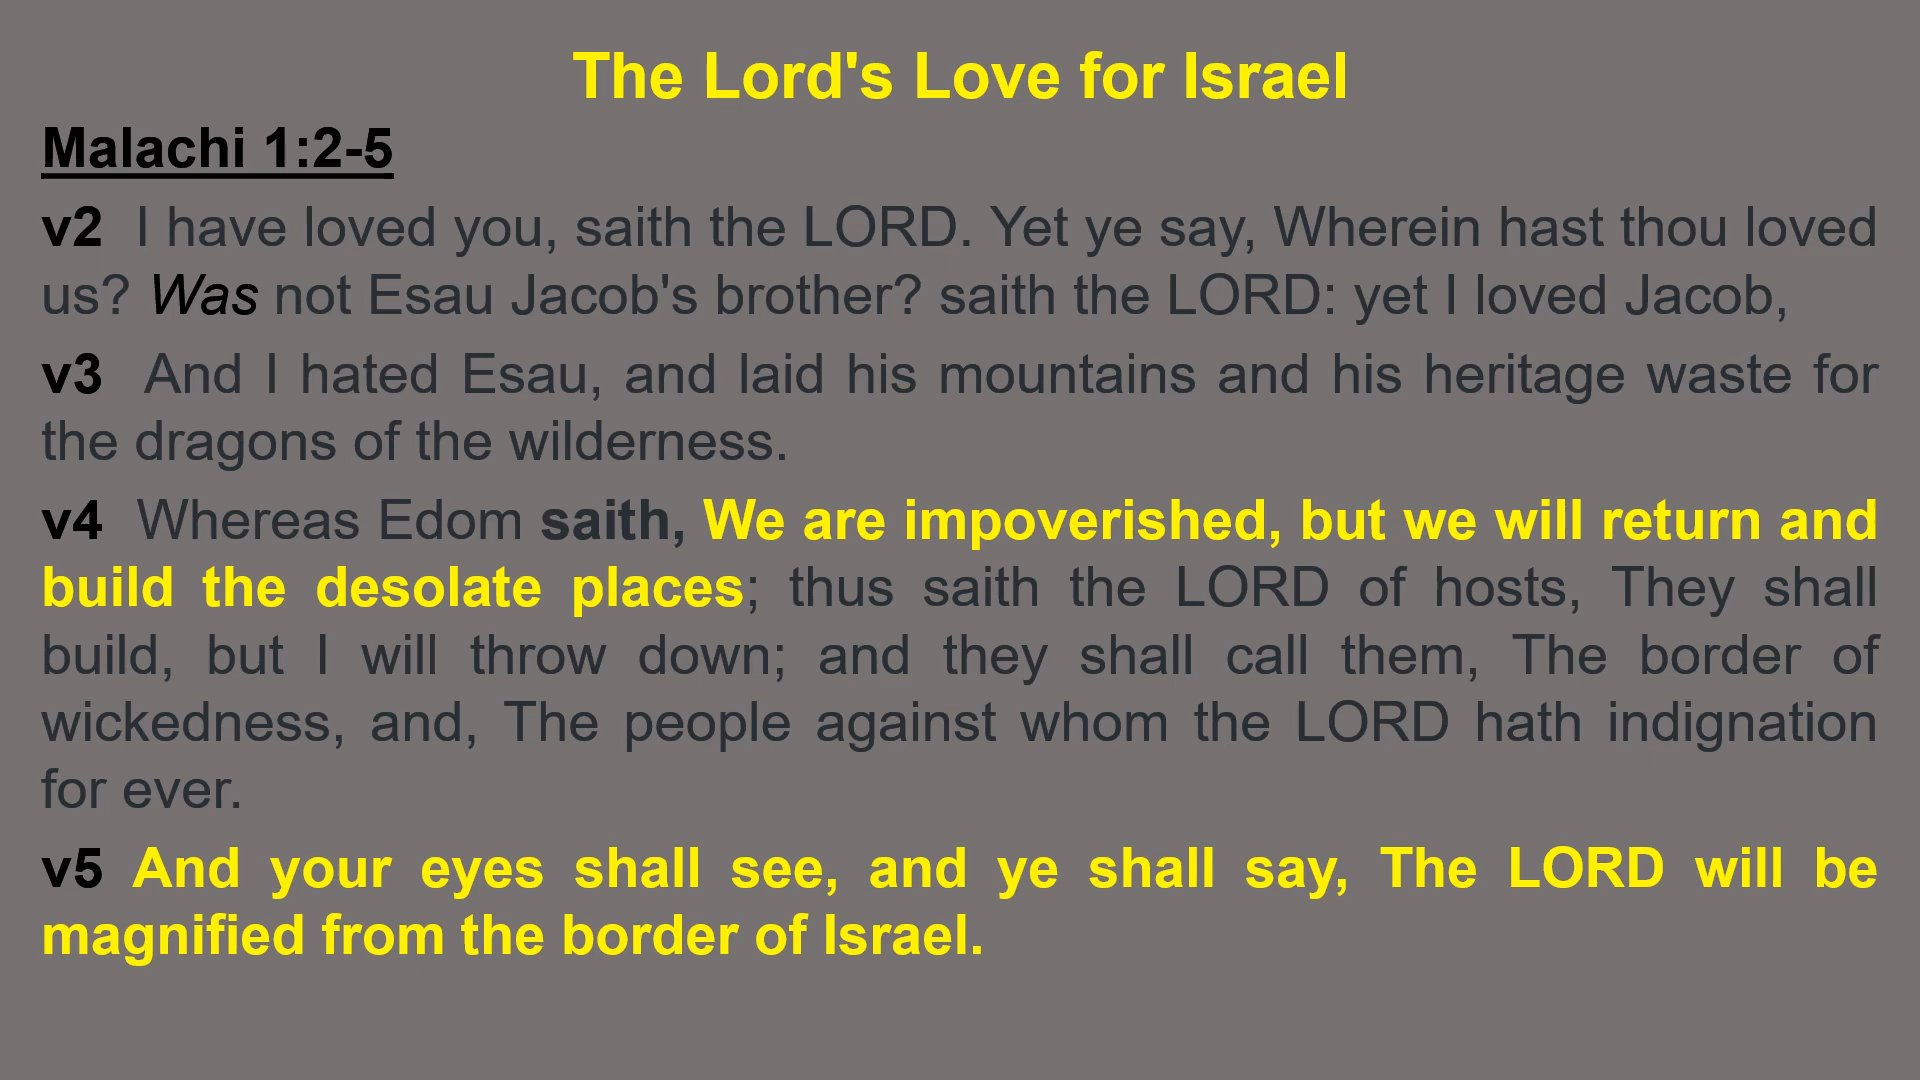 The Lord's Love for Israel
Malachi 1:2-5
v2 I have loved you, saith the LORD. Yet ye say, Wherein hast thou loved
us? Was not Esau Jacob's brother? saith the LORD: yet I loved Jacob,
v3 And I hated Esau, and laid his mountains and his heritage waste for
the dragons of the wilderness.
v4 Whereas Edom saith, We are impoverished, but we will return and
build the desolate places; thus saith the LORD of hosts, They shall
build, but I will throw down; and they shall call them, The border of
wickedness, and, The people against whom the LORD hath indignation
for ever.
v5 And your eyes shall see, and ye shall say, The LORD will be
magnified from the border of Israel.